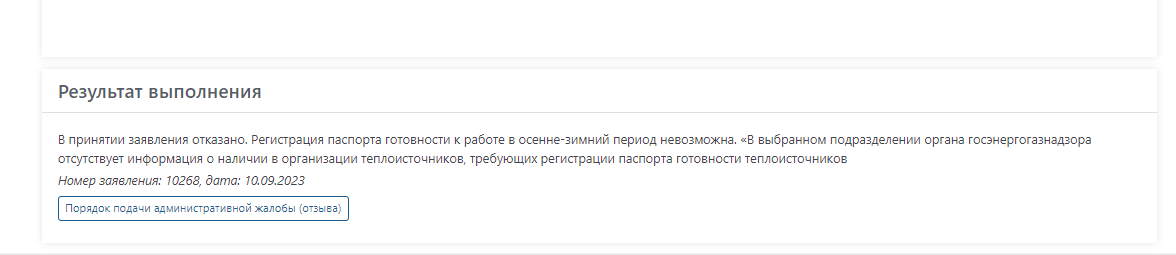 Результат выполнения
В принятии заявления отказано. Регистрация паспорта готовности к работе в осенне-зимний период невозможна. «В выбранном подразделении органа госэнергогазнадзора
отсутствует информация о наличии в организации теплоисточников, требующих регистрации паспорта готовности теплоисточников
Номер заявления: 10268, дата: 10.09.2023
Порядок подачи административной жалобы (отзыва)